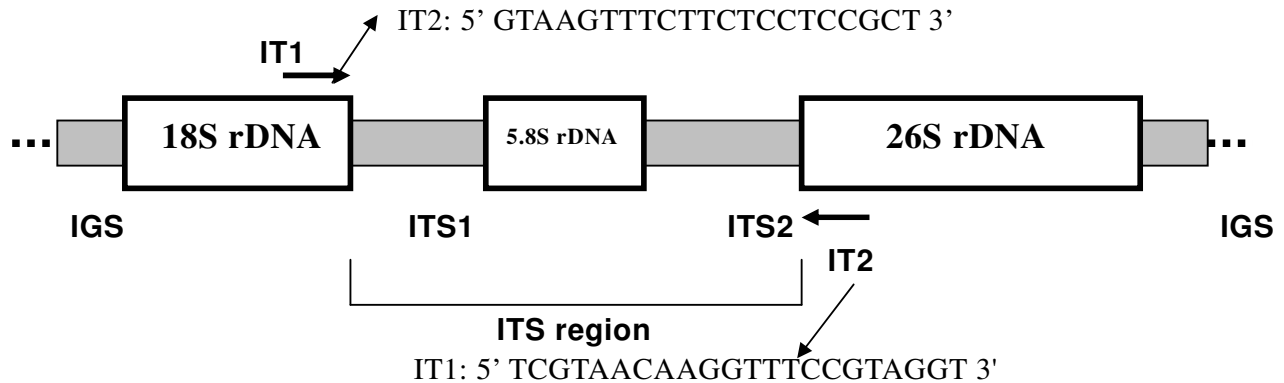 IT2: 5’ GTAAGTTTCTTCTCCTCCGCT 3’
IT1
... 18S rDNA 5.8S rDNA 26S rDNA ...
IGS ITS1 ITS2 IGS
IT2
ITS region
IT1: 5’ TCGTAACAAGGTTTCCGTAGGT 3'